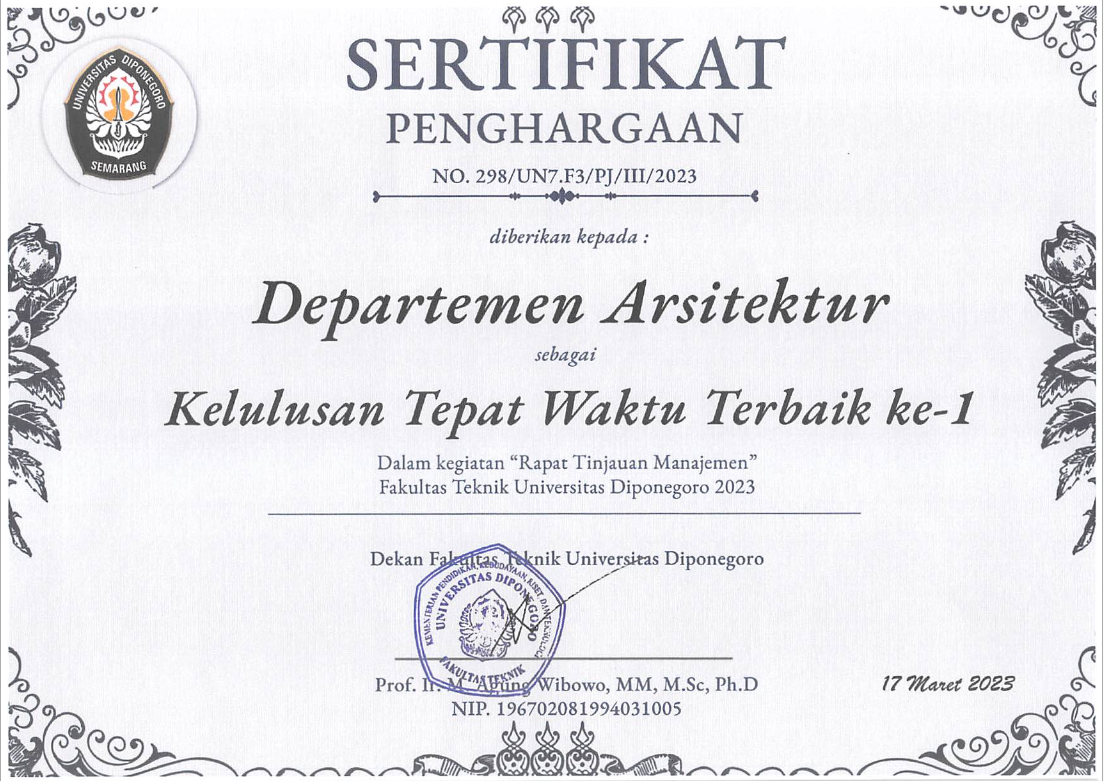 UNIVERSITAS DIPONEGORO
SEMARANG
SERTIFIKAT
PENGHARGAAN
NO. 298/UN7.F3/PJ/III/2023
diberikan kepada :
Departemen Arsitektur
sebagai
Kelulusan Tepat Waktu Terbaik ke-1
Dalam kegiatan “Rapat Tinjauan Manajemen”
Fakultas Teknik Universitas Diponegoro 2023
Dekan Fakultas Teknik Universitas Diponegoro
KEMENTERIAN PENDIDIKAN, KEBUDAYAAN, RISET, DAN TEKNOLOGI
UNIVERSITAS DIPONEGORO
FAKULTAS TEKNIK
Prof. Ir. M. Agung Wibowo, MM, M.Sc, Ph.D
NIP. 196702081994031005
17 Maret 2023